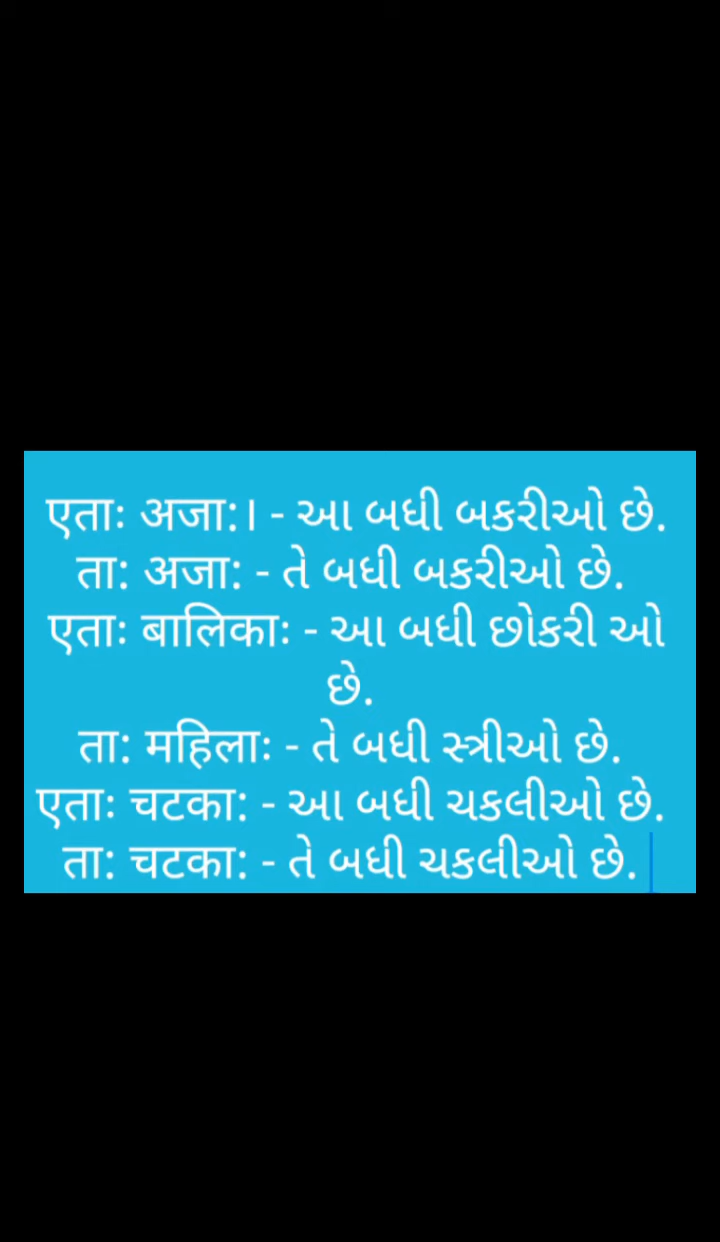 एताः अजा:। - આ બધી બકરીઓ છે.
ता: अजा: - તે બધી બકરીઓ છે.
एताः बालिकाः - આ બધી છોકરી ઓ
છે.
ता: महिलाः - તે બધી સ્ત્રીઓ છે.
एताः चटका: - આ બધી ચકલીઓ છે.
ता: चटका: - તે બધી ચકલીઓ છે.